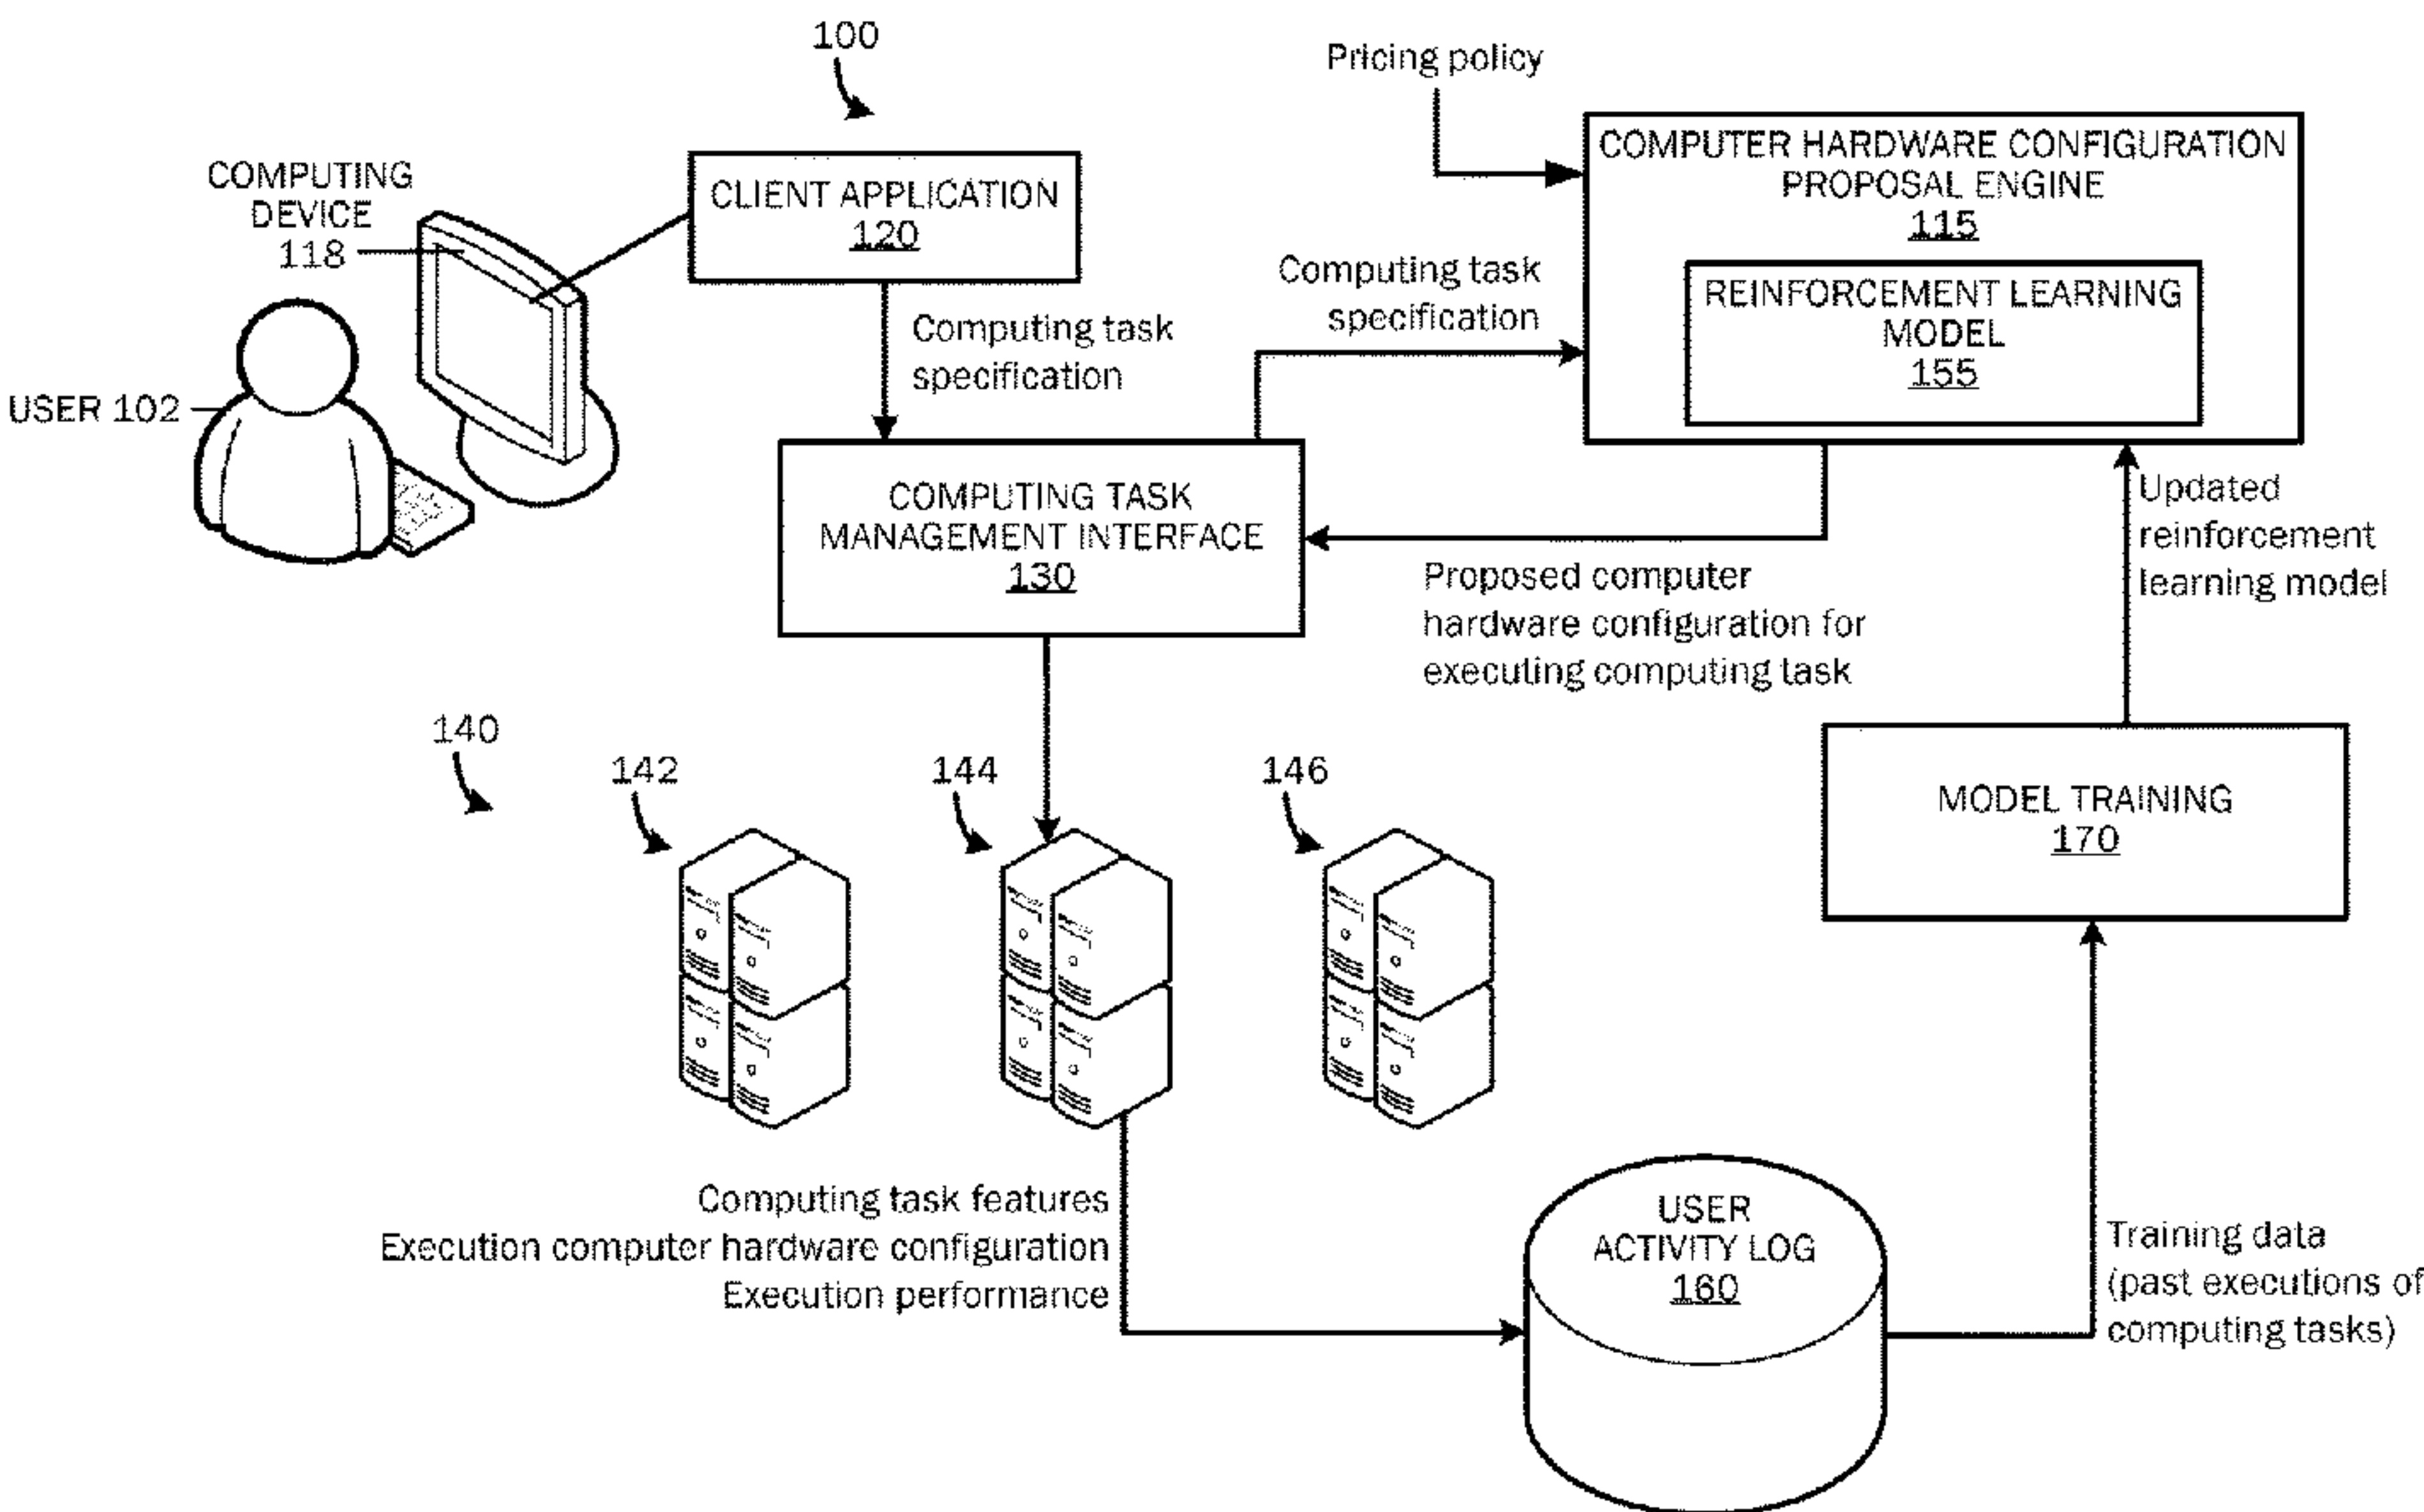 100
Pricing policy
COMPUTING
DEVICE
118
CLIENT APPLICATION
120
COMPUTER HARDWARE CONFIGURATION
PROPOSAL ENGINE
115
REINFORCEMENT LEARNING
MODEL
155
Computing task
specification
Computing task
specification
USER 102
COMPUTING TASK
MANAGEMENT INTERFACE
130
Proposed computer
hardware configuration for
executing computing task
Updated
reinforcement
learning model
140
142
144
146
MODEL TRAINING
170
Computing task features
Execution computer hardware configuration
Execution performance
USER
ACTIVITY LOG
160
Training data
(past executions of
computing tasks)